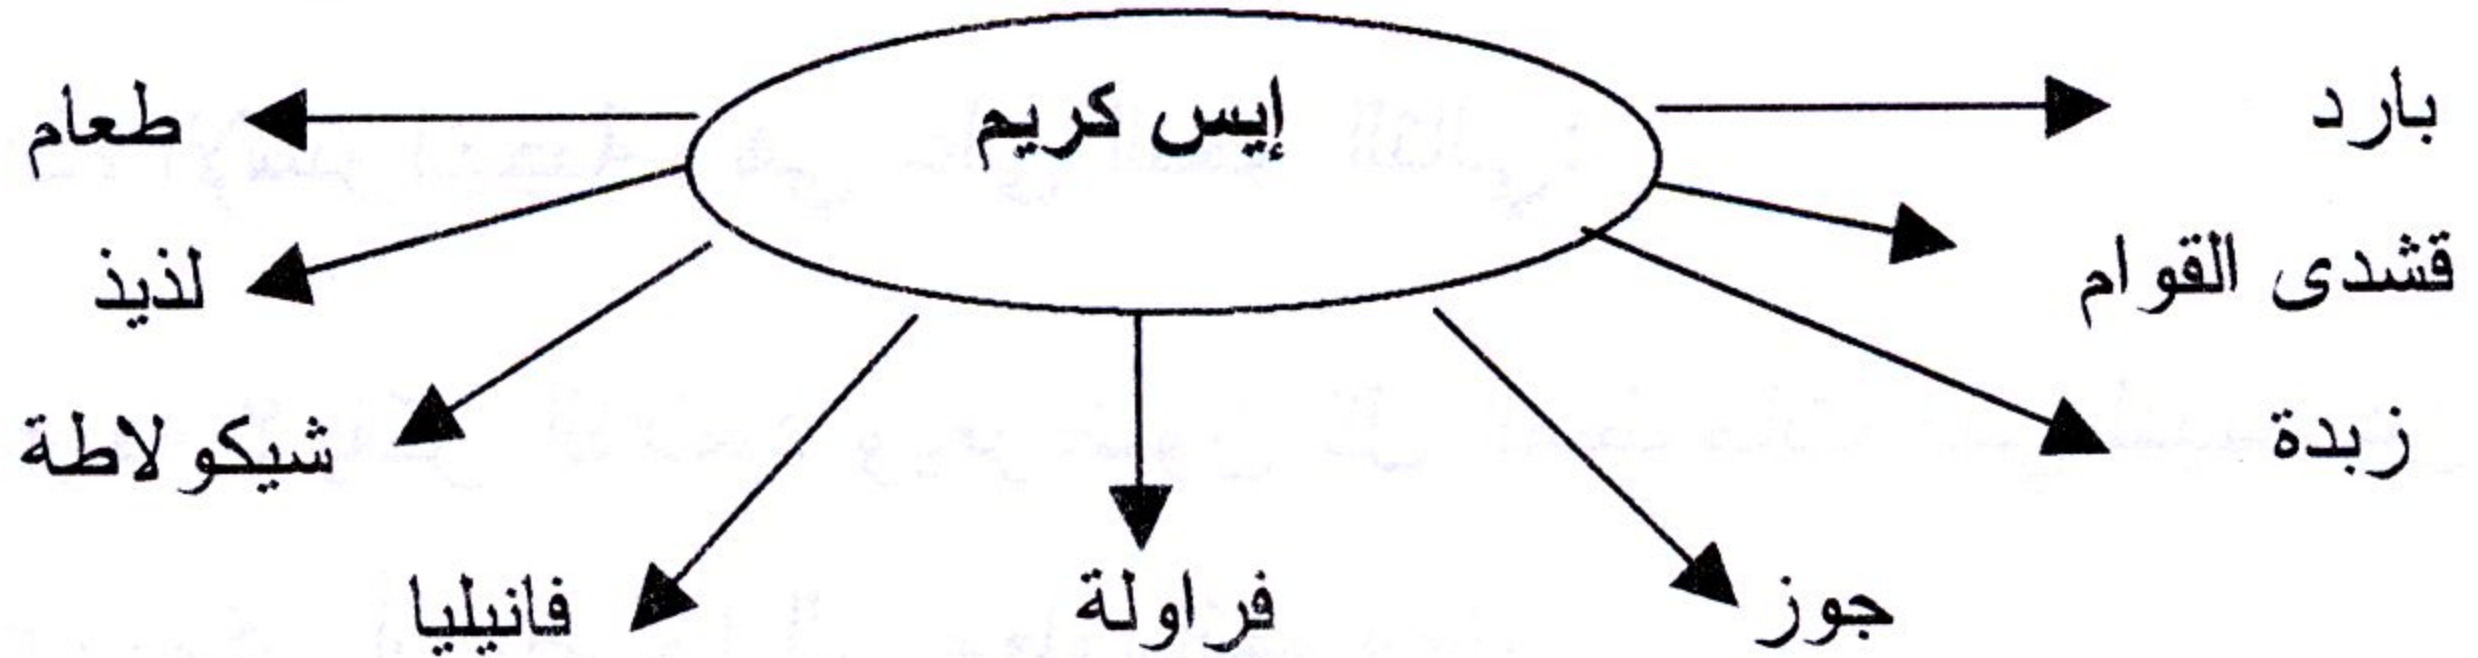 إيس كريم
بارد
طعام
قشدى القوام
لذيذ
زبدة
شيكولاطة
جوز
فراولة
فانيليا